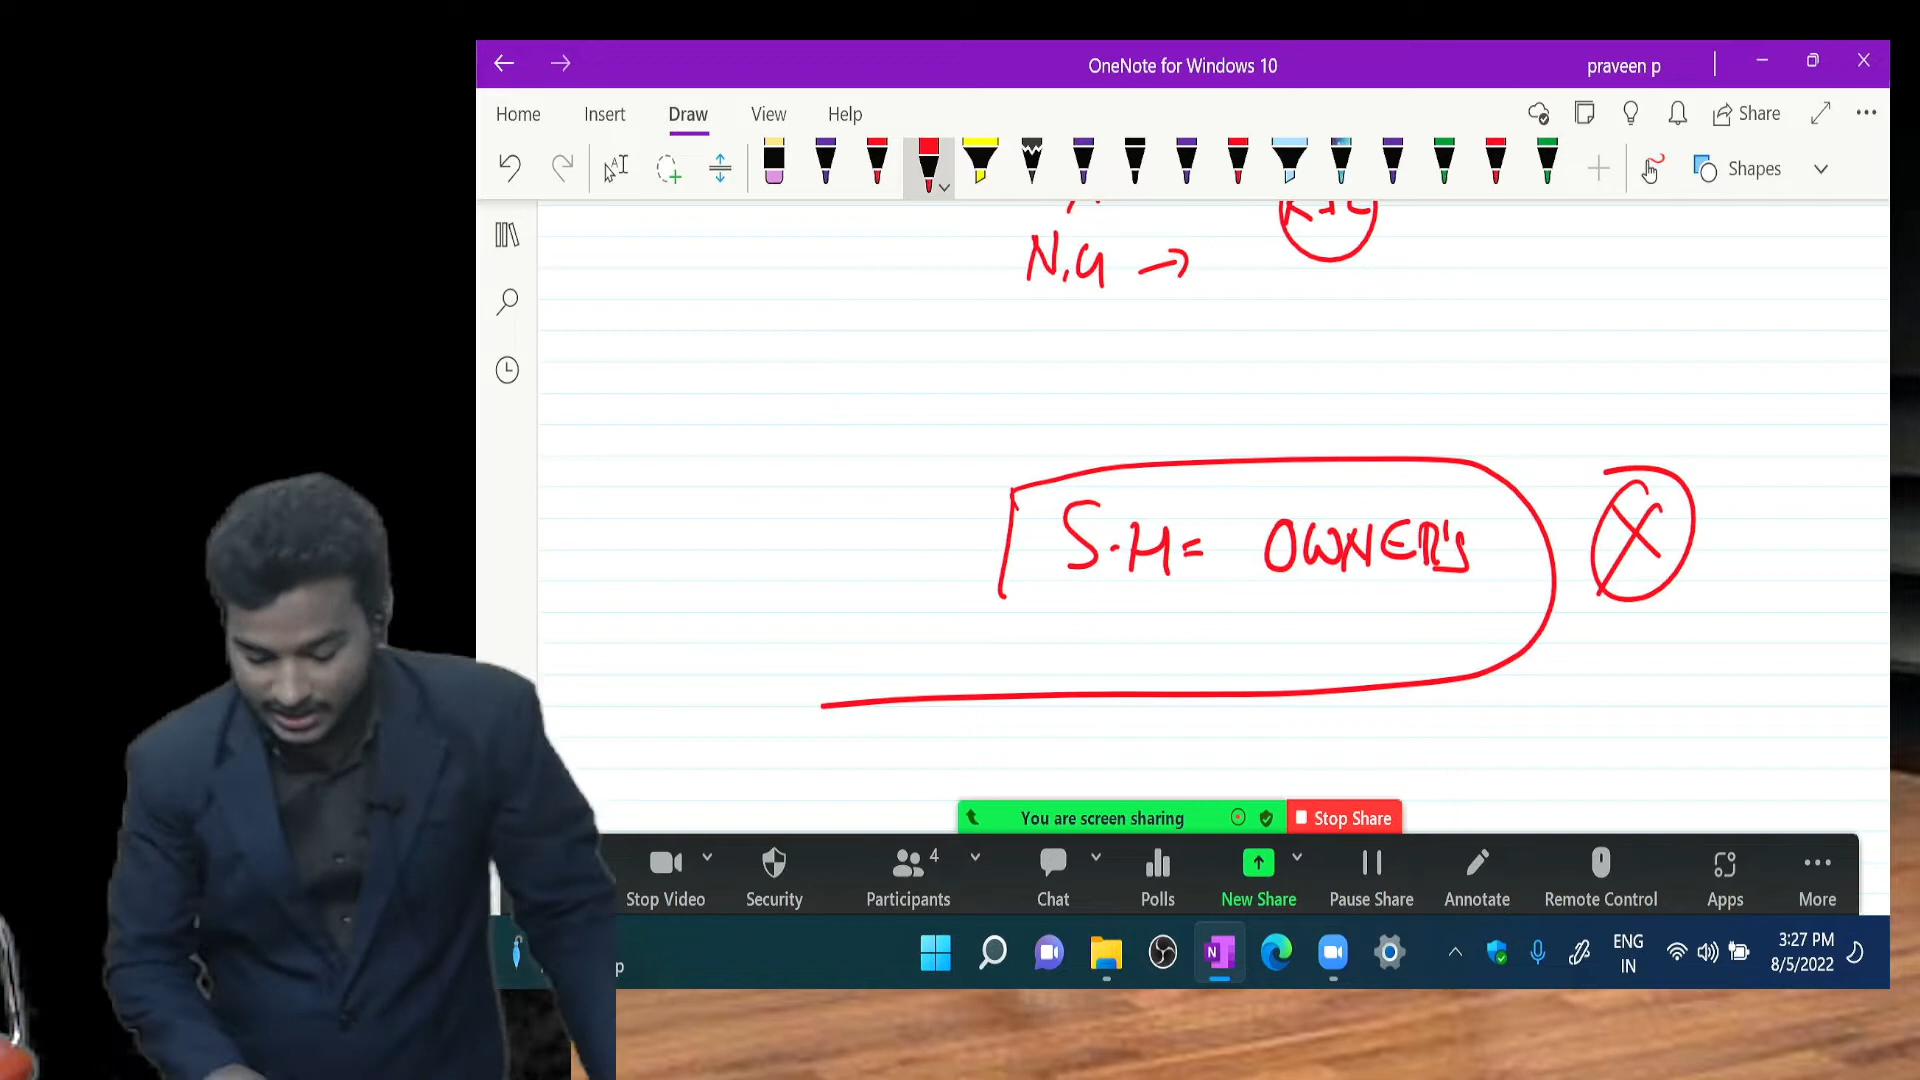 OneNote for Windows 10
praveen p
Home Insert Draw View Help Share
Shapes
N.G →
S.H = OWNER'S
You are screen sharing Stop Share
4
Stop Video Security Participants Chat Polls New Share Pause Share Annotate Remote Control Apps More
N
ENG
IN
3:27 PM
8/5/2022
p